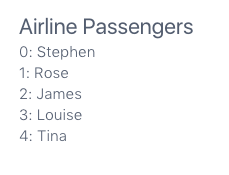 Airline Passengers
0: Stephen
1: Rose
2: James
3: Louise
4: Tina